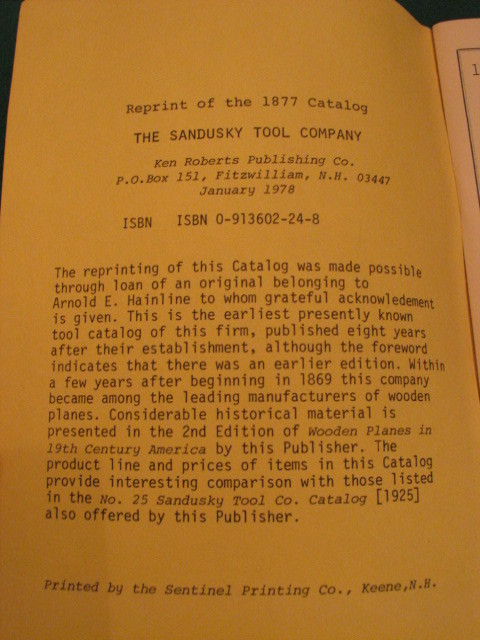 Reprint of the 1877 Catalog
THE SANDUSKY TOOL COMPANY
Ken Roberts Publishing Co.
P.O.Box 151, Fitzwilliam, N.H. 03447
January 1978
ISBN ISBN 0-913602-24-8
The reprinting of this Catalog was made possible
through loan of an original belonging to
Arnold E. Hainline to whom grateful acknowledement
is given. This is the earliest presently known
tool catalog of this firm, published eight years
after their establishment, although the foreword
indicates that there was an earlier edition. Within
a few years after beginning in 1869 this company
became among the leading manufacturers of wooden
planes. Considerable historical material is
presented in the 2nd Edition of Wooden Planes in
19th Century America by this Publisher. The
product line and prices of items in this Catalog
provide interesting comparison with those listed
in the No. 25 Sandusky Tool Co. Catalog [1925]
also offered by this Publisher.
Printed by the Sentinel Printing Co., Keene,N.H.
1